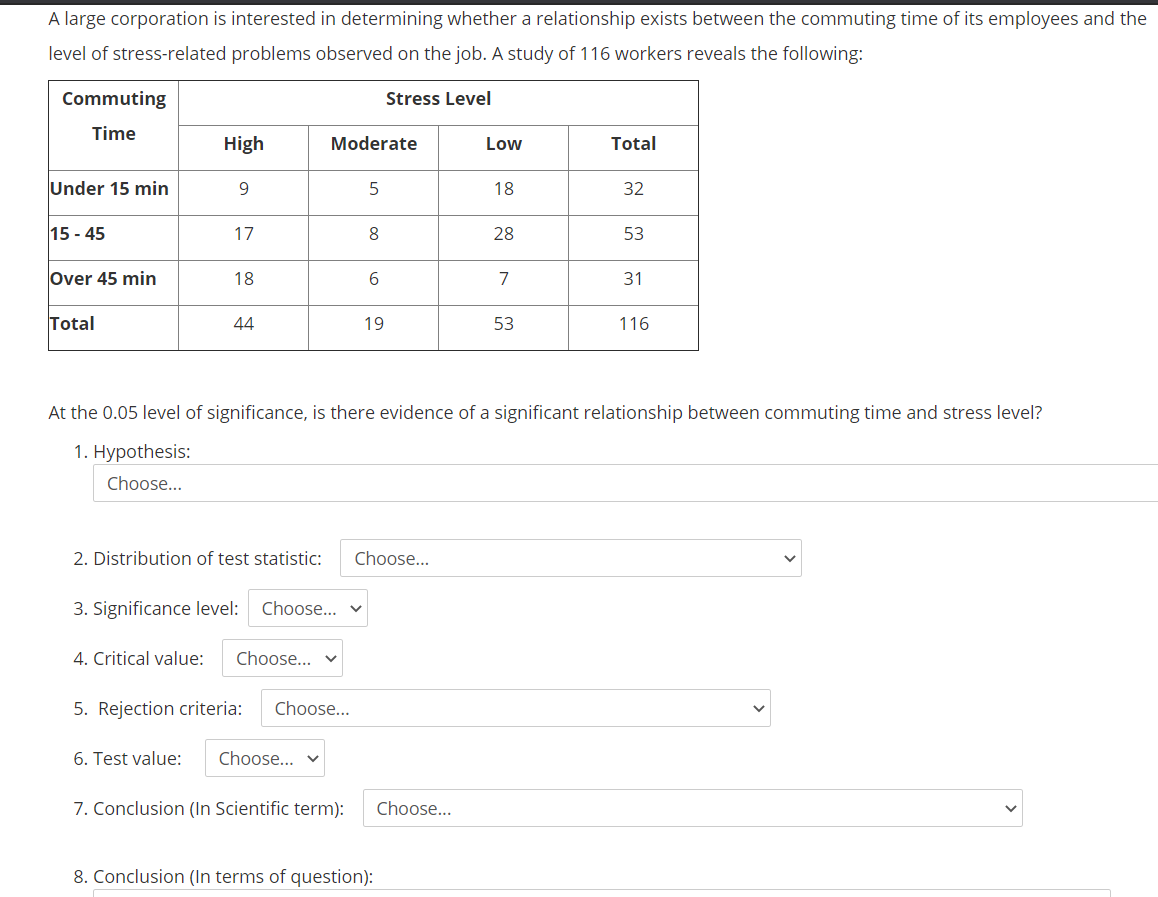 A large corporation is interested in determining whether a relationship exists between the commuting time of its employees and the
level of stress-related problems observed on the job. A study of 116 workers reveals the following:
Commuting Time Stress Level
High Moderate Low Total
Under 15 min 9 5 18 32
15 - 45 17 8 28 53
Over 45 min 18 6 7 31
Total 44 19 53 116
At the 0.05 level of significance, is there evidence of a significant relationship between commuting time and stress level?
1. Hypothesis:
Choose...
2. Distribution of test statistic: Choose...
3. Significance level: Choose...
4. Critical value: Choose...
5. Rejection criteria: Choose...
6. Test value: Choose...
7. Conclusion (In Scientific term): Choose...
8. Conclusion (In terms of question):